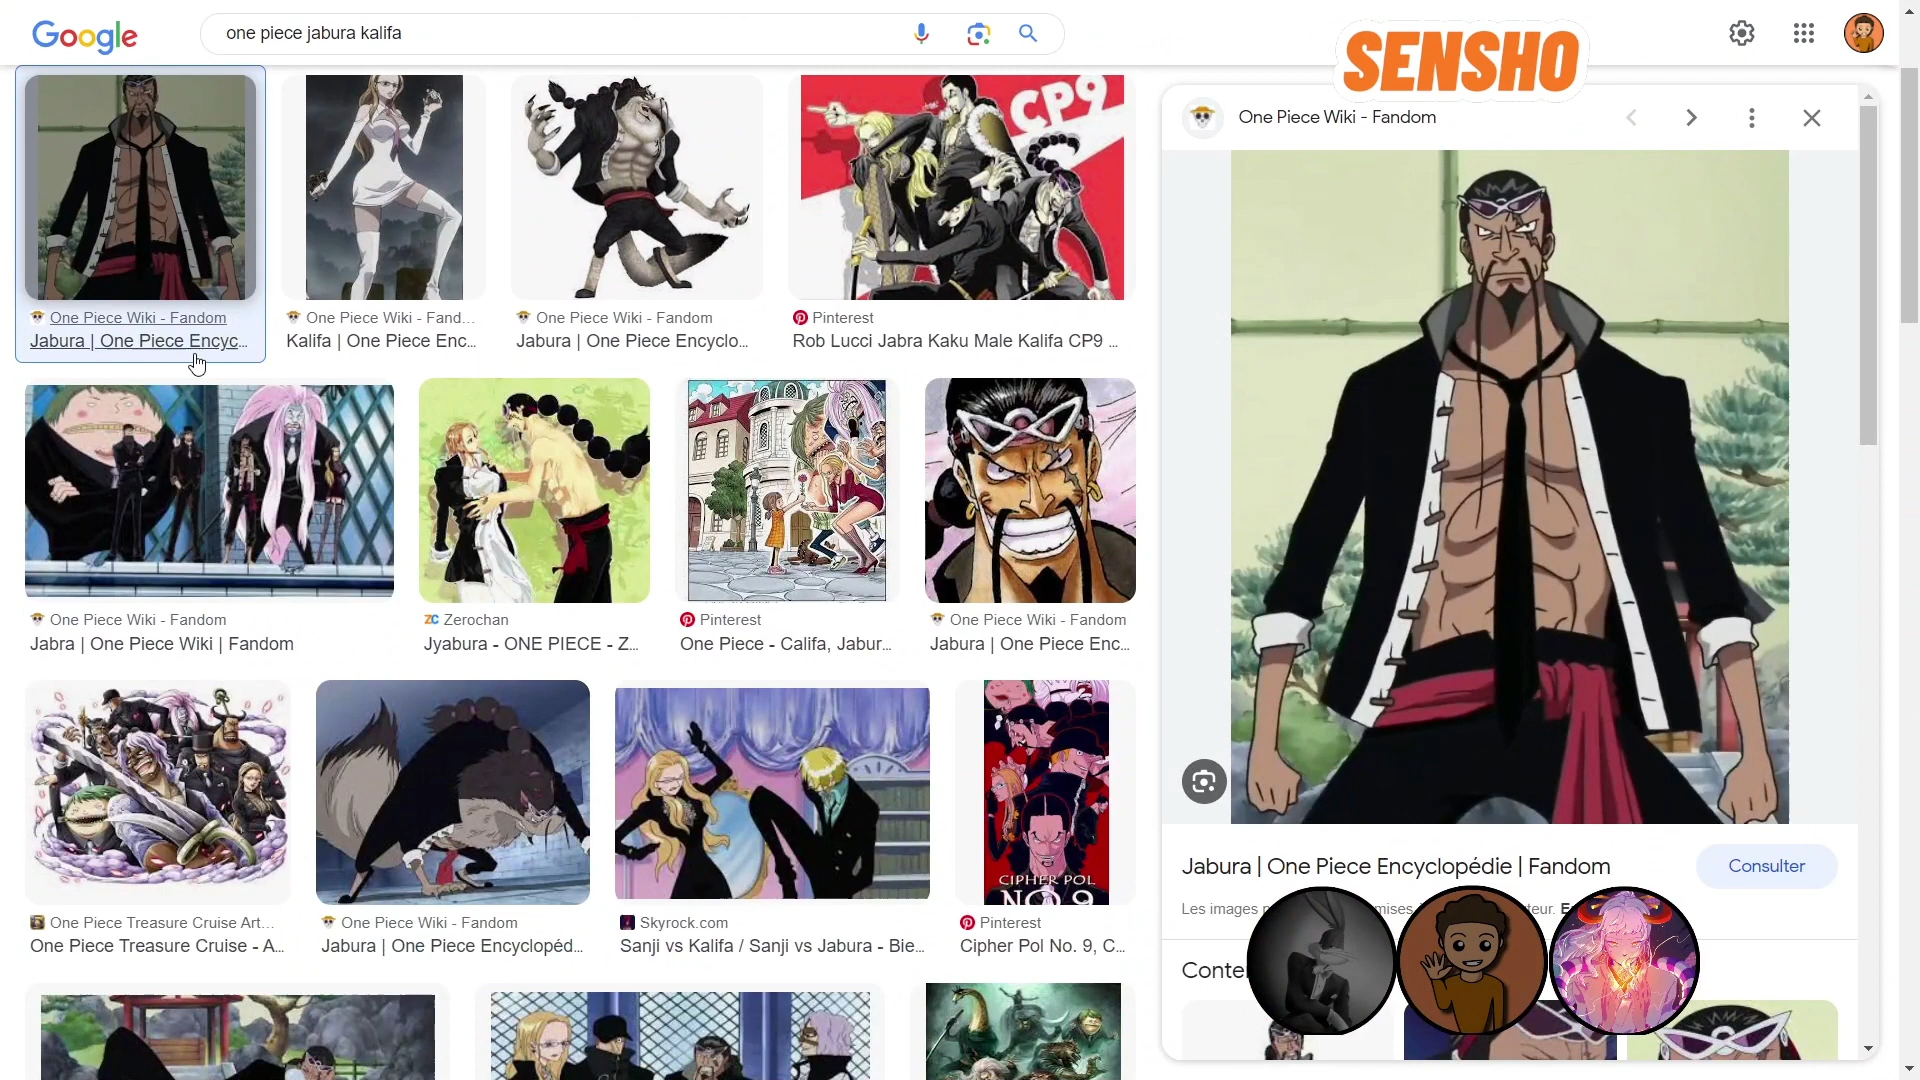 Google
one piece jabura kalifa
SENSHO
One Piece Wiki - Fandom
CP9
One Piece Wiki - Fandom
Jabura | One Piece Encyc...
One Piece Wiki - Fand...
Kalifa | One Piece Enc...
One Piece Wiki - Fandom
Jabura | One Piece Encyclo...
Pinterest
Rob Lucci Jabra Kaku Male Kalifa CP9 ...
One Piece Wiki - Fandom
Jabra | One Piece Wiki | Fandom
ZC Zerochan
Jyabura - ONE PIECE - Z...
Pinterest
One Piece - Califa, Jabur...
One Piece Wiki - Fandom
Jabura | One Piece Enc...
CIPHER POL
NO.9
One Piece Treasure Cruise Art...
One Piece Treasure Cruise - A...
One Piece Wiki - Fandom
Jabura | One Piece Encyclopéd...
Skyrock.com
Sanji vs Kalifa / Sanji vs Jabura - Bie...
Pinterest
Cipher Pol No. 9, C...
Jabura | One Piece Encyclopédie | Fandom
Consulter
Les images